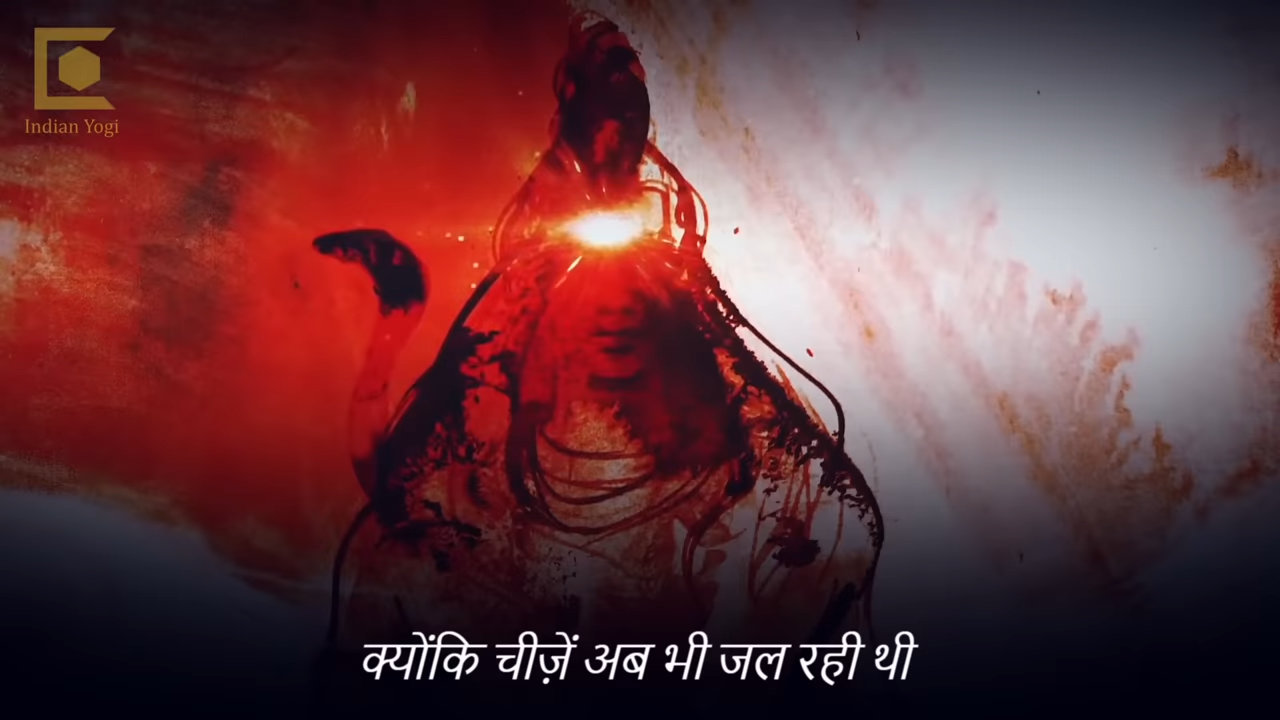 Indian Yogi
क्योंकि चीज़ें अब भी जल रही थी